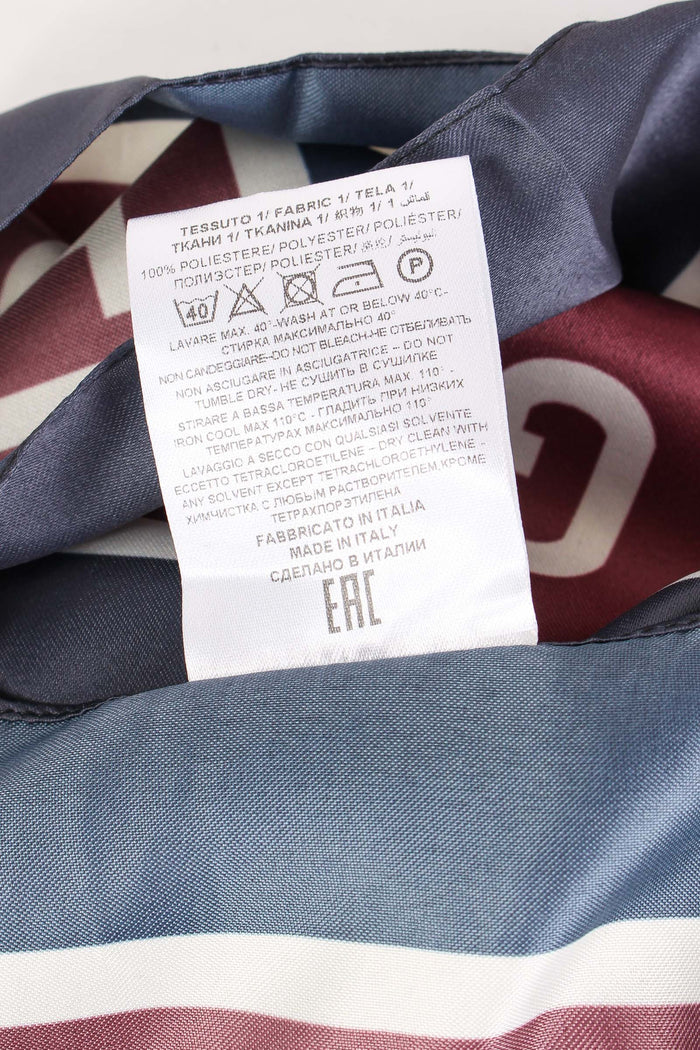 TESSUTO 1/ FABRIC 1/ TELA 1/
ТКАНИ 1/ TKANINA 1/ 织物 1/ قماش 1/
100% POLIESTERE/ POLYESTER/ POLIÉSTER/
ПОЛИЭСТЕР/ POLIESTER/
40 P
LAVARE MAX. 40°-WASH AT OR BELOW 40°C-
СТИРКА МАКСИМАЛЬНО 40°
NON CANDEGGIARE-DO NOT BLEACH-НЕ ОТБЕЛИВАТЬ
NON ASCIUGARE IN ASCIUGATRICE – DO NOT
TUMBLE DRY- НЕ СУШИТЬ В СУШИЛКЕ
STIRARE A BASSA TEMPERATURA MAX 110° -
IRON COOL MAX 110°C - ГЛАДИТЬ ПРИ НИЗКИХ
ТЕМПЕРАТУРАХ МАКСИМАЛЬНО 110°
LAVAGGIO A SECCO CON QUALSIASI SOLVENTE
ECCETTO TETRACLOROETILENE - DRY CLEAN WITH
ANY SOLVENT EXCEPT TETRACHLOROETHYLENE -
ХИМЧИСТКА С ЛЮБЫМ РАСТВОРИТЕЛЕМ,КРОМЕ
ТЕТРАХЛОРЭТИЛЕНА
FABBRICATO IN ITALIA
MADE IN ITALY
СДЕЛАНО В ИТАЛИИ
EAC